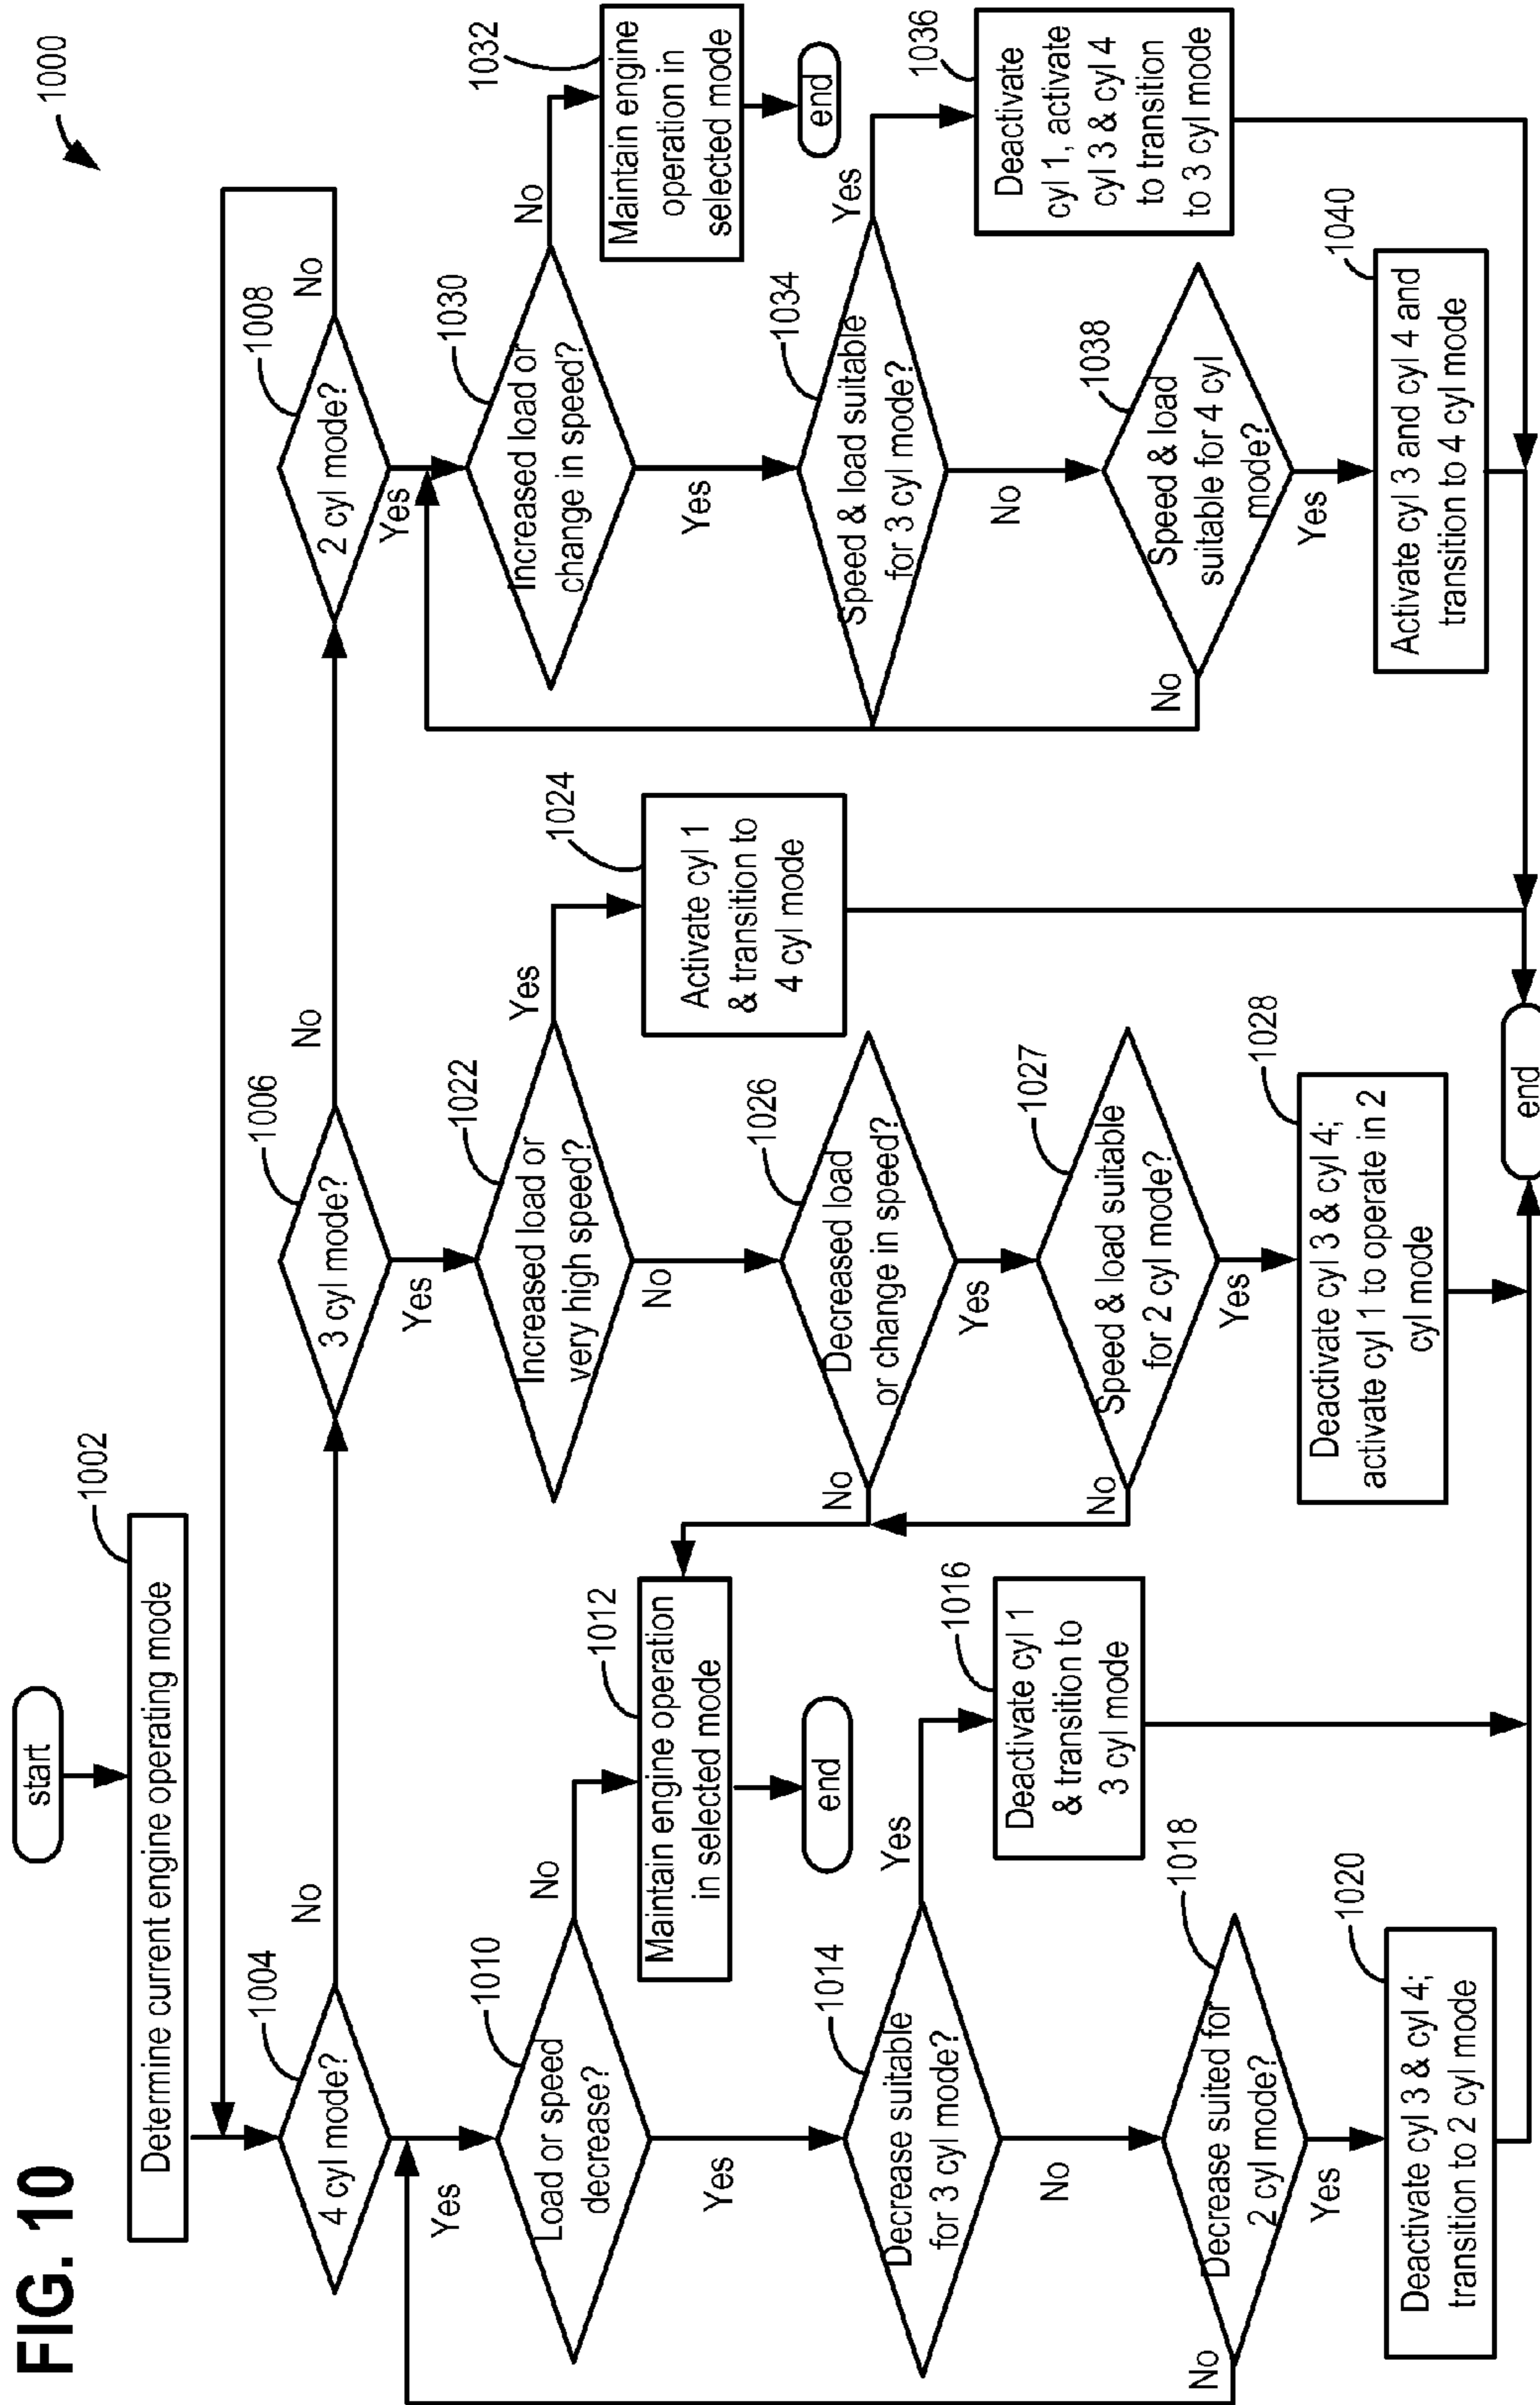 FIG. 10
1000
start
Determine current engine operating mode
1002
4 cyl mode?
1004
No
Yes
3 cyl mode?
1006
No
Yes
2 cyl mode?
1008
No
Yes
Load or speed
decrease?
1010
No
Yes
Maintain engine operation
in selected mode
1012
end
Decrease suitable
for 3 cyl mode?
1014
Yes
No
Deactivate cyl 1
& transition to
3 cyl mode
1016
Decrease suited for
2 cyl mode?
1018
No
Yes
Deactivate cyl 3 & cyl 4;
transition to 2 cyl mode
1020
Increased load or
very high speed?
1022
Yes
No
Activate cyl 1
& transition to
4 cyl mode
1024
Decreased load
or change in speed?
1026
No
Yes
Speed & load suitable
for 2 cyl mode?
1027
No
Yes
Deactivate cyl 3 & cyl 4;
activate cyl 1 to operate in 2
cyl mode
1028
Increased load or
change in speed?
1030
No
Yes
Maintain engine
operation in
selected mode
1032
end
Speed & load suitable
for 3 cyl mode?
1034
Yes
No
Deactivate
cyl 1, activate
cyl 3 & cyl 4
to transition
to 3 cyl mode
1036
Speed & load
suitable for 4 cyl
mode?
1038
No
Yes
Activate cyl 3 and cyl 4 and
transition to 4 cyl mode
1040
end